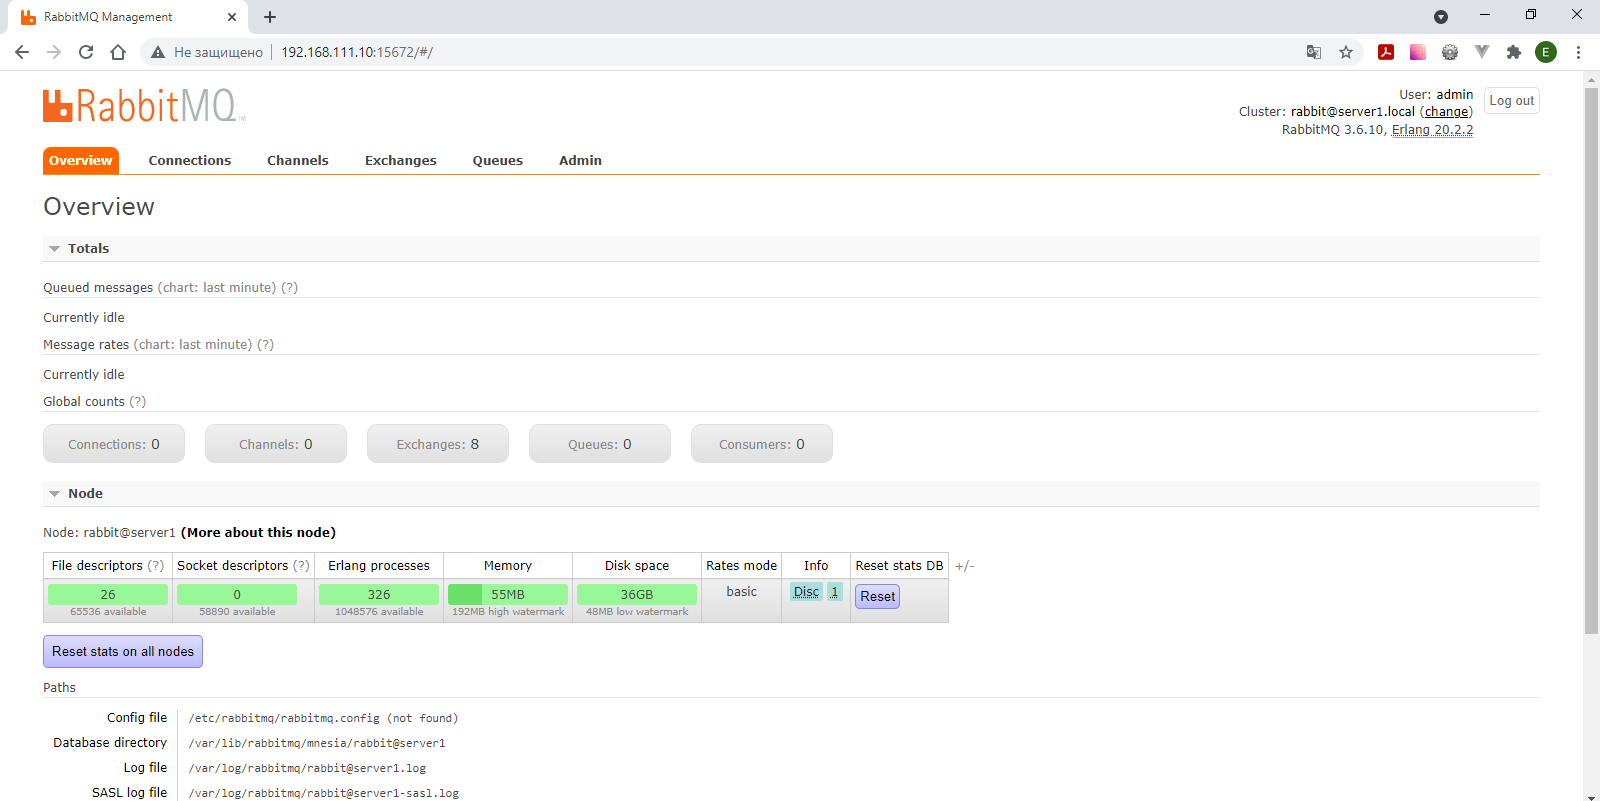 RabbitMQ Management
Не защищено 192.168.111.10:15672/#/
E
RabbitMQ TM
User: admin
Cluster: rabbit@server1.local (change)
RabbitMQ 3.6.10, Erlang 20.2.2
Log out
Overview Connections Channels Exchanges Queues Admin
Overview
Totals
Queued messages (chart: last minute) (?)
Currently idle
Message rates (chart: last minute) (?)
Currently idle
Global counts (?)
Connections: 0 Channels: 0 Exchanges: 8 Queues: 0 Consumers: 0
Node
Node: rabbit@server1 (More about this node)
File descriptors (?) Socket descriptors (?) Erlang processes Memory Disk space Rates mode Info Reset stats DB +/-
26 0 326 55MB 36GB basic Disc 1 Reset
65536 available 58890 available 1048576 available 192MB high watermark 48MB low watermark
Reset stats on all nodes
Paths
Config file /etc/rabbitmq/rabbitmq.config (not found)
Database directory /var/lib/rabbitmq/mnesia/rabbit@server1
Log file /var/log/rabbitmq/rabbit@server1.log
SASL log file /var/log/rabbitmq/rabbit@server1-sasl.log